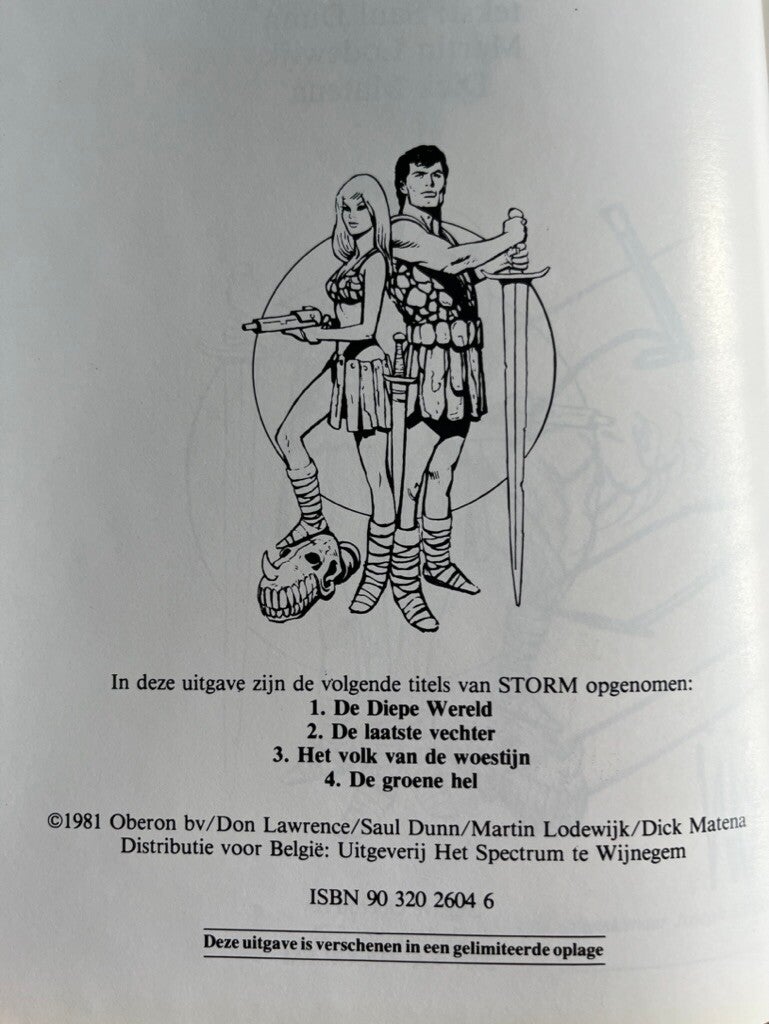 In deze uitgave zijn de volgende titels van STORM opgenomen:
1. De Diepe Wereld
2. De laatste vechter
3. Het volk van de woestijn
4. De groene hel
©1981 Oberon bv/Don Lawrence/Saul Dunn/Martin Lodewijk/Dick Matena
Distributie voor België: Uitgeverij Het Spectrum te Wijnegem
ISBN 90 320 2604 6
Deze uitgave is verschenen in een gelimiteerde oplage